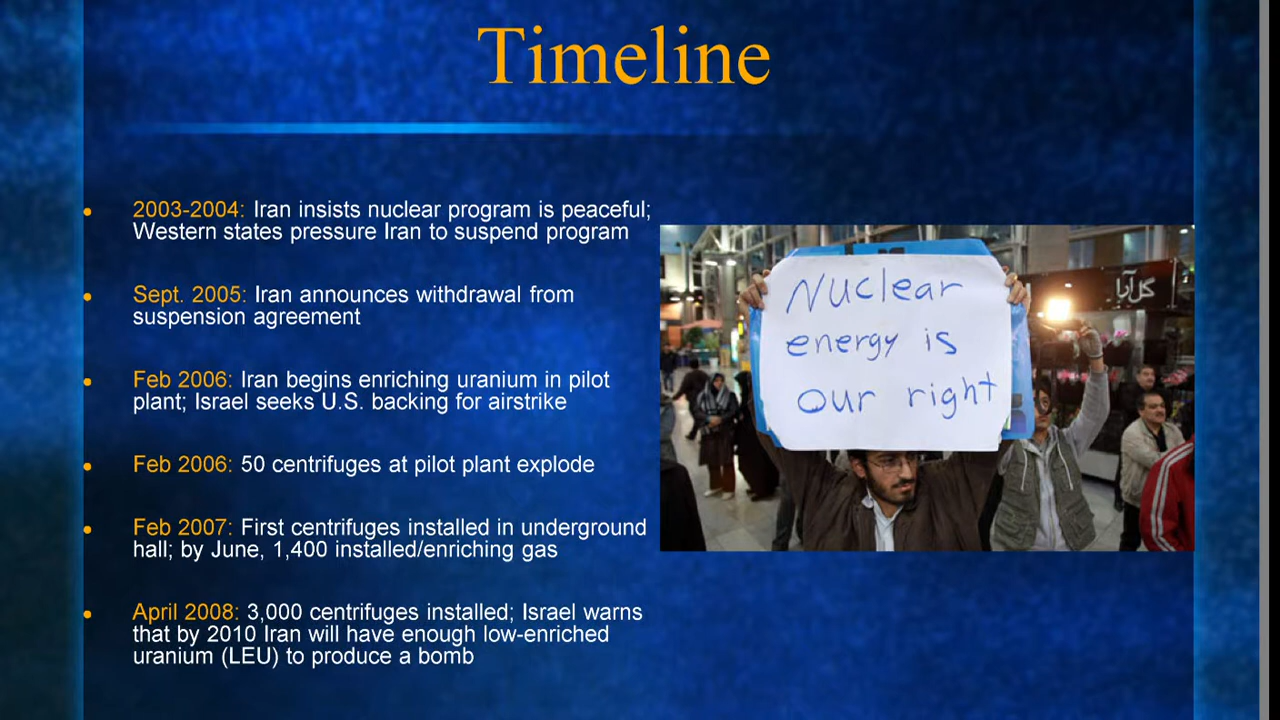 Timeline
2003-2004: Iran insists nuclear program is peaceful;
Western states pressure Iran to suspend program
Sept. 2005: Iran announces withdrawal from
suspension agreement
Feb 2006: Iran begins enriching uranium in pilot
plant; Israel seeks U.S. backing for airstrike
Feb 2006: 50 centrifuges at pilot plant explode
Feb 2007: First centrifuges installed in underground
hall; by June, 1,400 installed/enriching gas
April 2008: 3,000 centrifuges installed; Israel warns
that by 2010 Iran will have enough low-enriched
uranium (LEU) to produce a bomb
Nuclear
energy is
our right
گل‌آرا